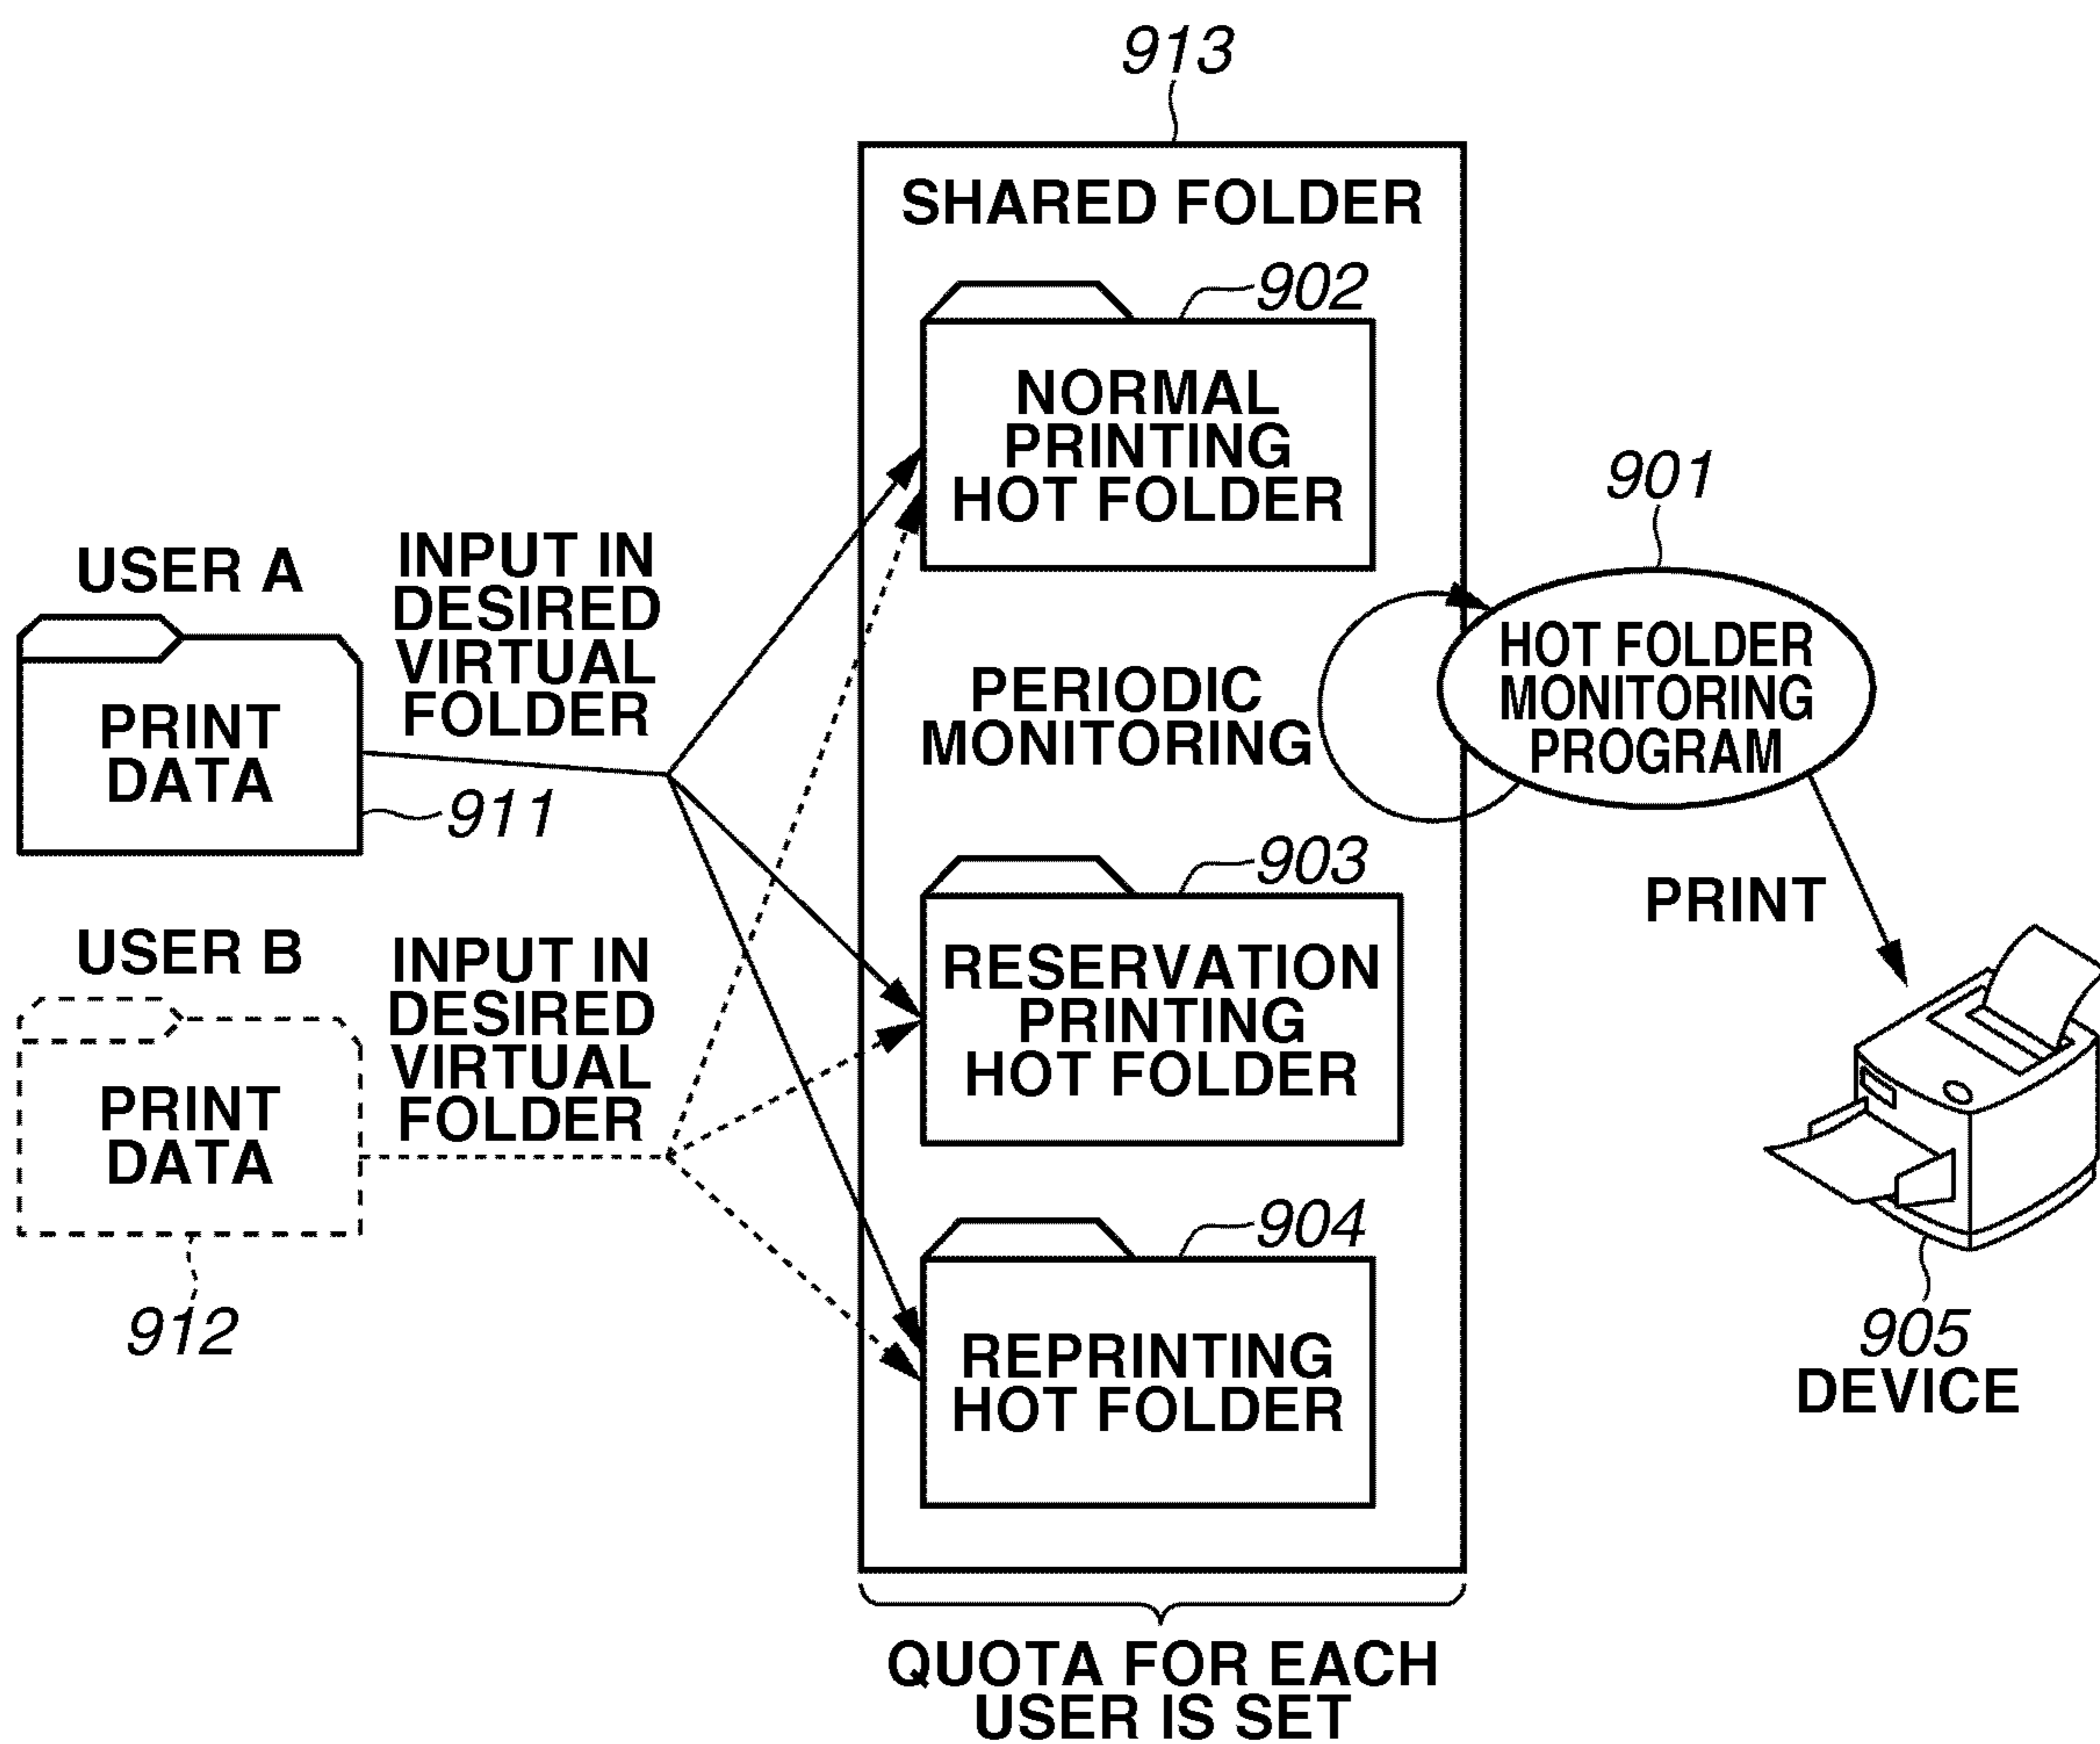 913
SHARED FOLDER
902
NORMAL
PRINTING
HOT FOLDER
901
HOT FOLDER
MONITORING
PROGRAM
USER A
PRINT
DATA
911
INPUT IN
DESIRED
VIRTUAL
FOLDER
PERIODIC
MONITORING
PRINT
903
RESERVATION
PRINTING
HOT FOLDER
USER B
PRINT
DATA
912
INPUT IN
DESIRED
VIRTUAL
FOLDER
904
REPRINTING
HOT FOLDER
905
DEVICE
QUOTA FOR EACH
USER IS SET